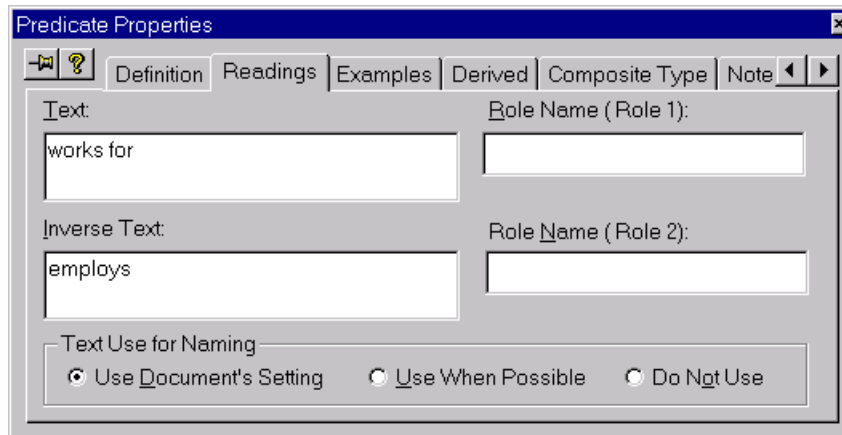 Predicate Properties
Definition Readings Examples Derived Composite Type Note
Text: Role Name ( Role 1):
works for
Inverse Text: Role Name ( Role 2):
employs
Text Use for Naming
Use Document's Setting Use When Possible Do Not Use